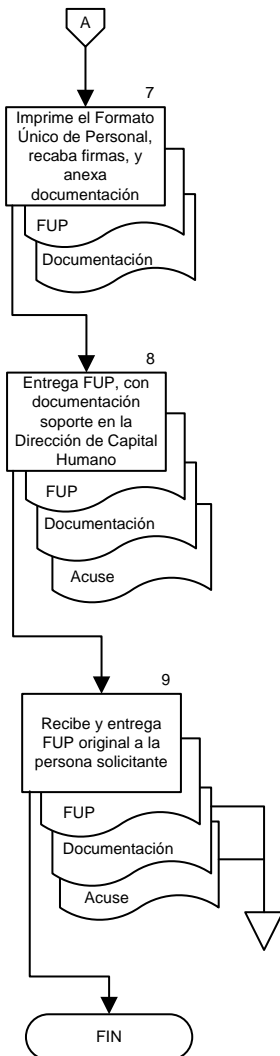 A
7
Imprime el Formato
Único de Personal,
recaba firmas, y
anexa
documentación
FUP
Documentación
8
Entrega FUP, con
documentación
soporte en la
Dirección de Capital
Humano
FUP
Documentación
Acuse
9
Recibe y entrega
FUP original a la
persona solicitante
FUP
Documentación
Acuse
FIN